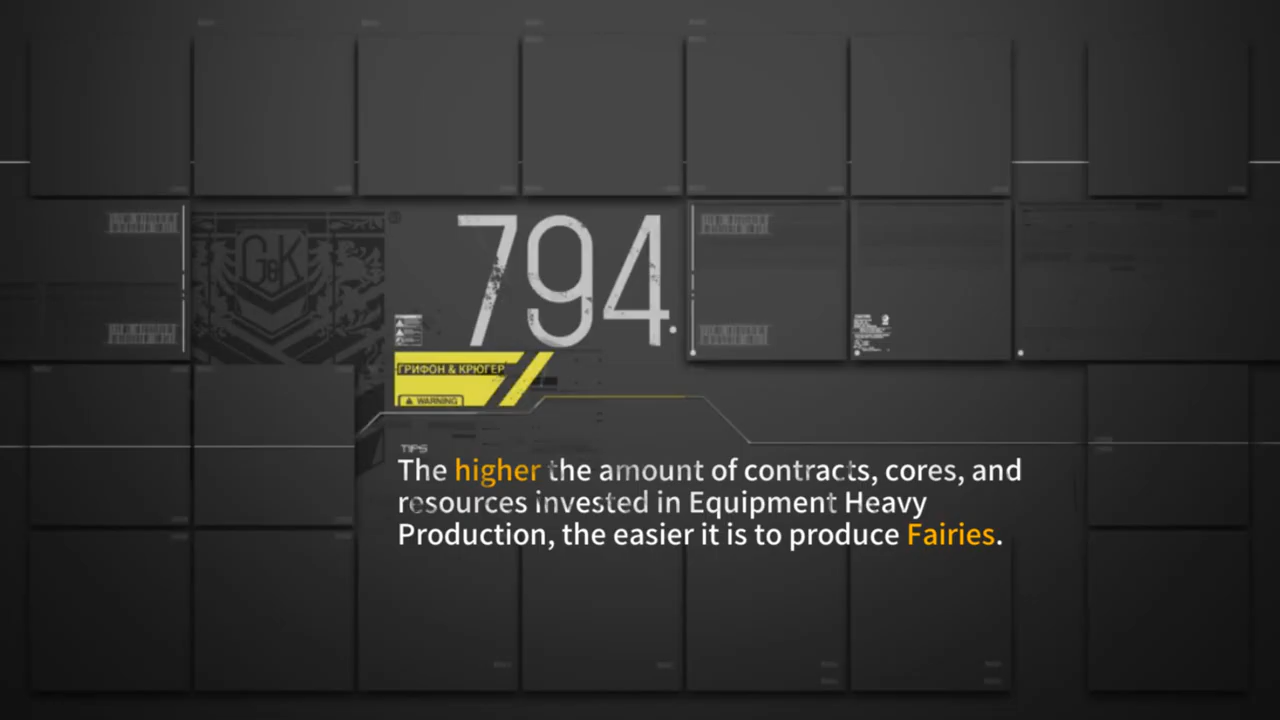 G&K
794.
ГРИФОН & КРЮГЕР
WARNING
TIPS
The higher the amount of contracts, cores, and
resources invested in Equipment Heavy
Production, the easier it is to produce Fairies.